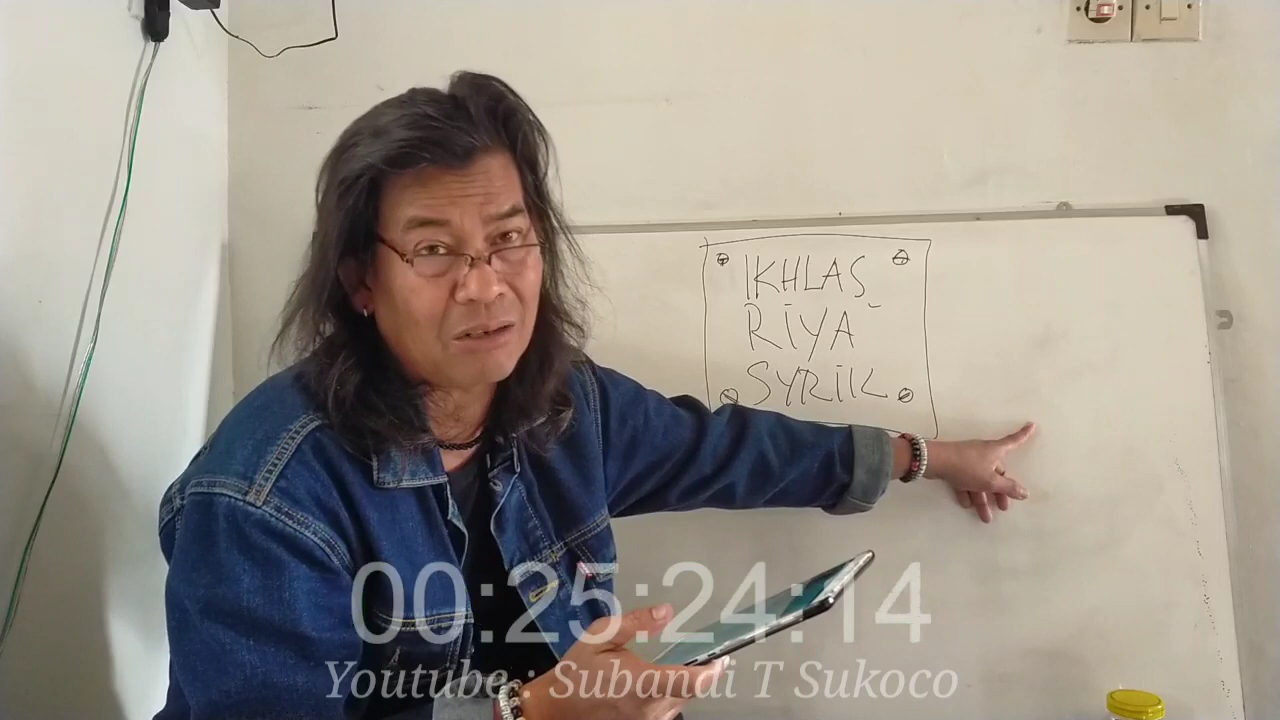 IKHLAS
RIYA
SYRIK
00:25:24:14
Youtube : Subandi T Sukoco